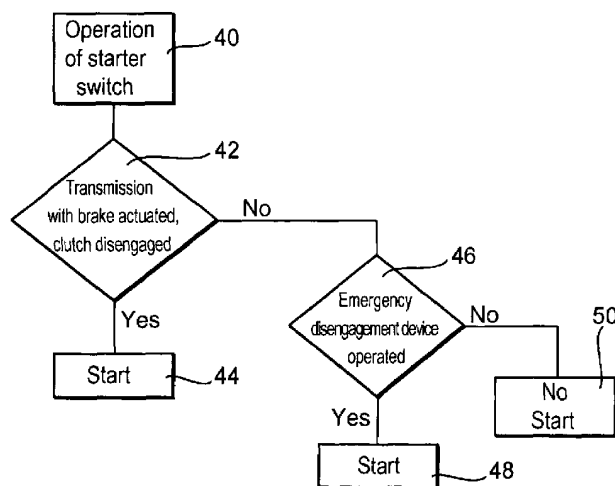 Operation
of starter
switch
40
42
Transmission
with brake actuated,
clutch disengaged
No
Yes
Start
44
46
Emergency
disengagement device
operated
No
50
No
Start
Yes
Start
48